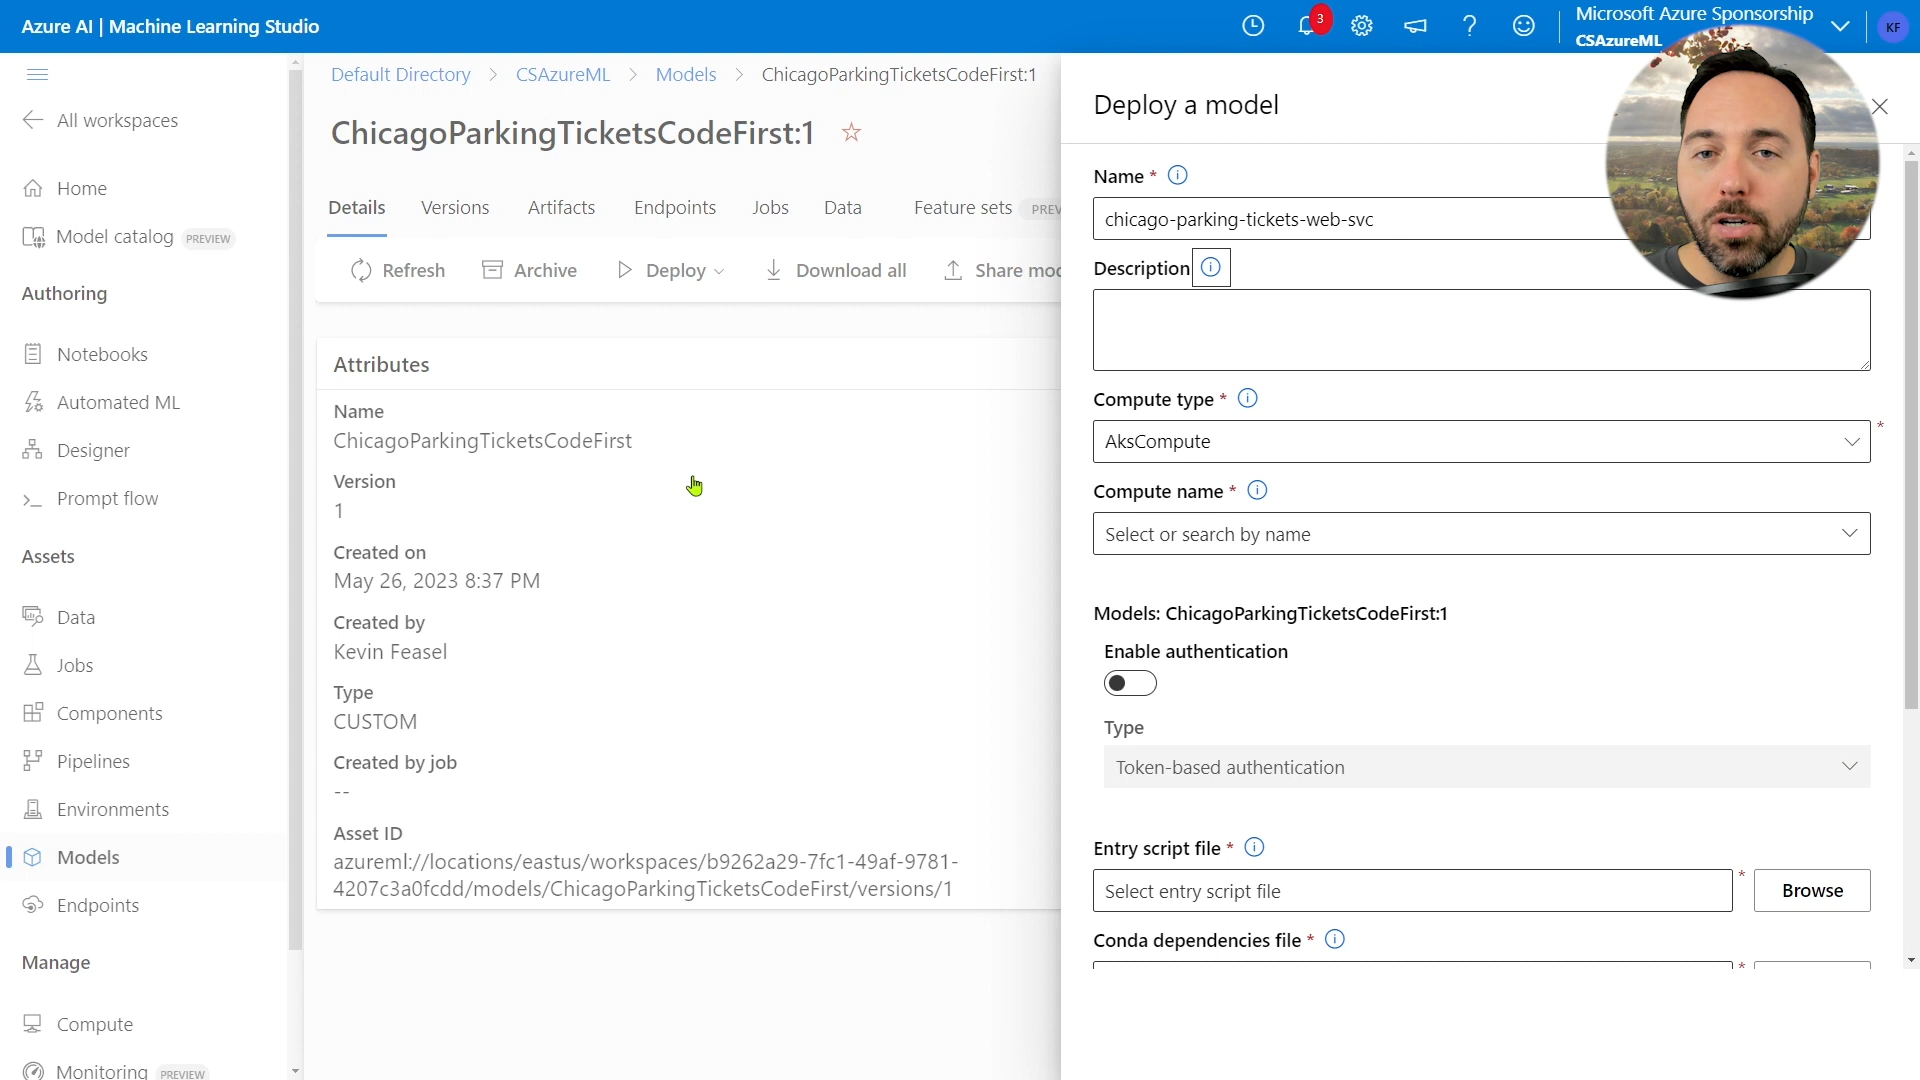 Azure AI | Machine Learning Studio
3
Microsoft Azure Sponsorship
CSAzureML
KF
All workspaces
Home
Model catalog PREVIEW
Authoring
Notebooks
Automated ML
Designer
Prompt flow
Assets
Data
Jobs
Components
Pipelines
Environments
Models
Endpoints
Manage
Compute
Monitoring PREVIEW
Default Directory > CSAzureML > Models > ChicagoParkingTicketsCodeFirst:1
ChicagoParkingTicketsCodeFirst:1
Details Versions Artifacts Endpoints Jobs Data Feature sets
Refresh Archive Deploy Download all Share
Attributes
Name
ChicagoParkingTicketsCodeFirst
Version
1
Created on
May 26, 2023 8:37 PM
Created by
Kevin Feasel
Type
CUSTOM
Created by job
--
Asset ID
azureml://locations/eastus/workspaces/b9262a29-7fc1-49af-9781-
4207c3a0fcdd/models/ChicagoParkingTicketsCodeFirst/versions/1
Deploy a model
Name *
chicago-parking-tickets-web-svc
Description
Compute type *
AksCompute
*
Compute name *
Select or search by name
Models: ChicagoParkingTicketsCodeFirst:1
Enable authentication
Type
Token-based authentication
Entry script file *
Select entry script file * Browse
Conda dependencies file *
*